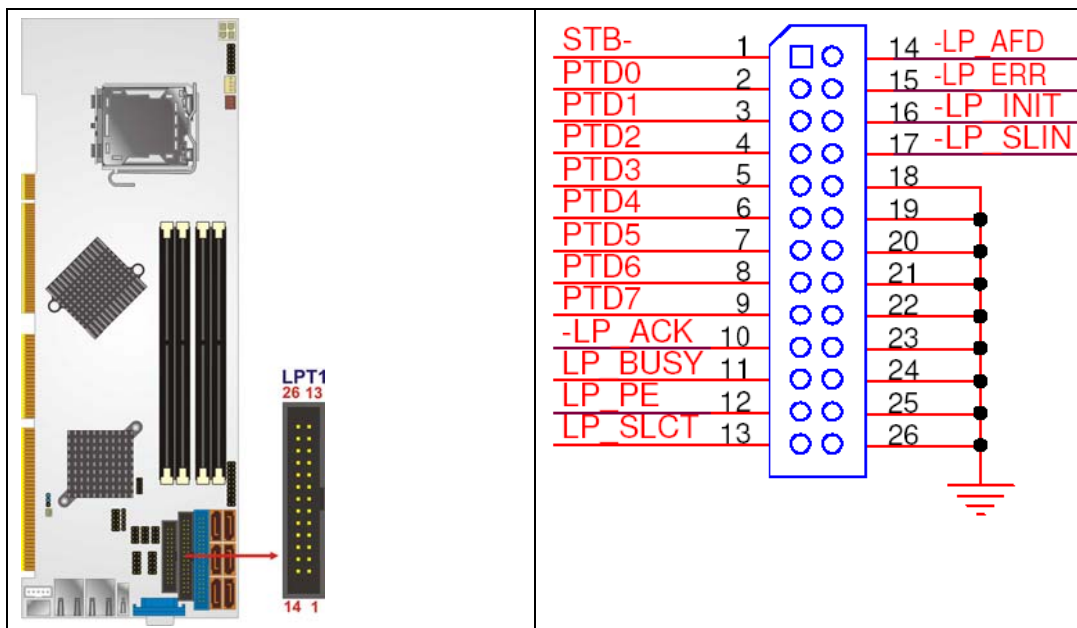 LPT1
26 13
14 1
STB- 1 14 -LP_AFD
PTD0 2 15 -LP_ERR
PTD1 3 16 -LP_INIT
PTD2 4 17 -LP_SLIN
PTD3 5 18
PTD4 6 19
PTD5 7 20
PTD6 8 21
PTD7 9 22
-LP_ACK 10 23
LP_BUSY 11 24
LP_PE 12 25
LP_SLCT 13 26